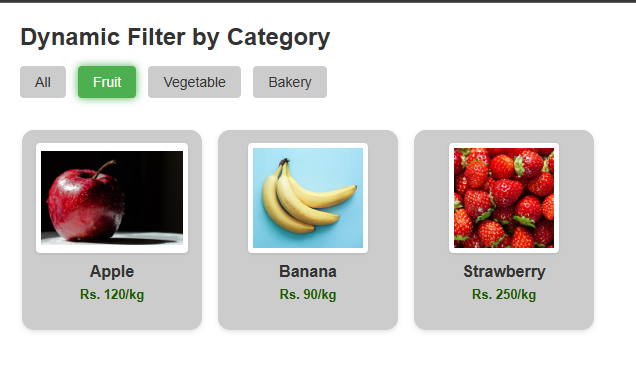 Dynamic Filter by Category
All Fruit Vegetable Bakery
Apple Banana Strawberry
Rs. 120/kg Rs. 90/kg Rs. 250/kg